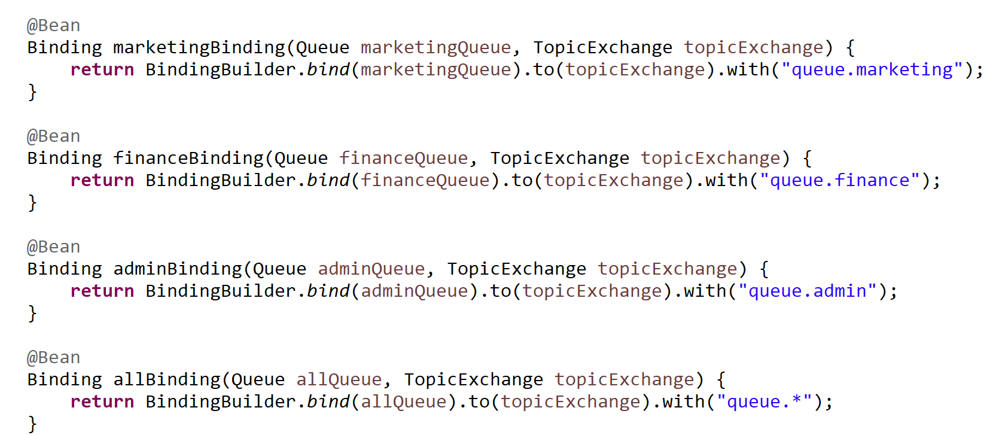 @Bean
Binding marketingBinding(Queue marketingQueue, TopicExchange topicExchange) {
    return BindingBuilder.bind(marketingQueue).to(topicExchange).with("queue.marketing");
}

@Bean
Binding financeBinding(Queue financeQueue, TopicExchange topicExchange) {
    return BindingBuilder.bind(financeQueue).to(topicExchange).with("queue.finance");
}

@Bean
Binding adminBinding(Queue adminQueue, TopicExchange topicExchange) {
    return BindingBuilder.bind(adminQueue).to(topicExchange).with("queue.admin");
}

@Bean
Binding allBinding(Queue allQueue, TopicExchange topicExchange) {
    return BindingBuilder.bind(allQueue).to(topicExchange).with("queue.*");
}